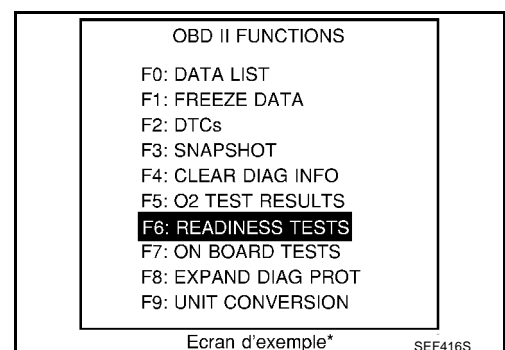 OBD II FUNCTIONS
F0: DATA LIST
F1: FREEZE DATA
F2: DTCs
F3: SNAPSHOT
F4: CLEAR DIAG INFO
F5: O2 TEST RESULTS
F6: READINESS TESTS
F7: ON BOARD TESTS
F8: EXPAND DIAG PROT
F9: UNIT CONVERSION
Ecran d'exemple*
SEF416S